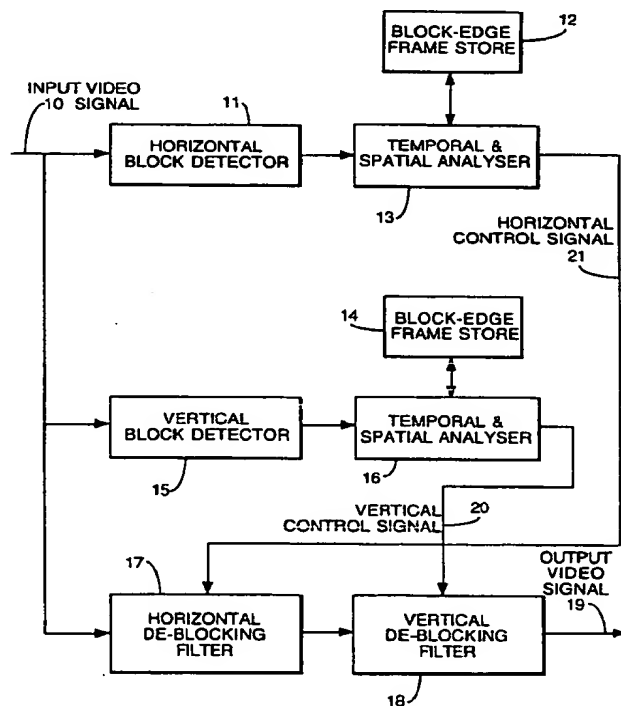 BLOCK-EDGE
FRAME STORE
12
INPUT VIDEO
10 SIGNAL
11
HORIZONTAL
BLOCK DETECTOR
TEMPORAL &
SPATIAL ANALYSER
13
HORIZONTAL
CONTROL SIGNAL
21
14
BLOCK-EDGE
FRAME STORE
VERTICAL
BLOCK DETECTOR
15
TEMPORAL &
SPATIAL ANALYSER
16
VERTICAL
CONTROL SIGNAL
20
17
HORIZONTAL
DE-BLOCKING
FILTER
VERTICAL
DE-BLOCKING
FILTER
18
OUTPUT
VIDEO
SIGNAL
19